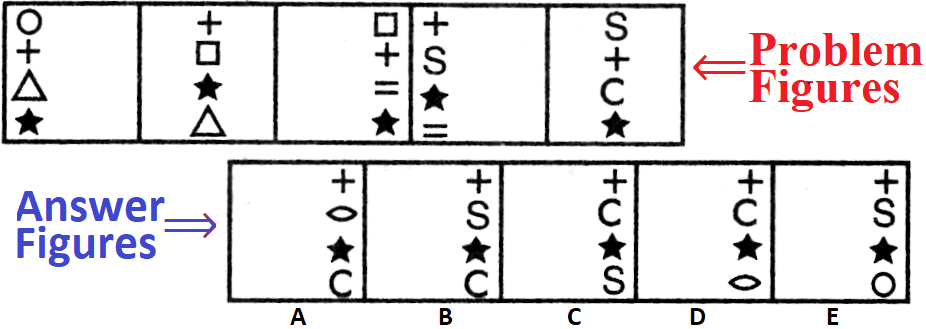 Problem
Figures
Answer
Figures
A B C D E